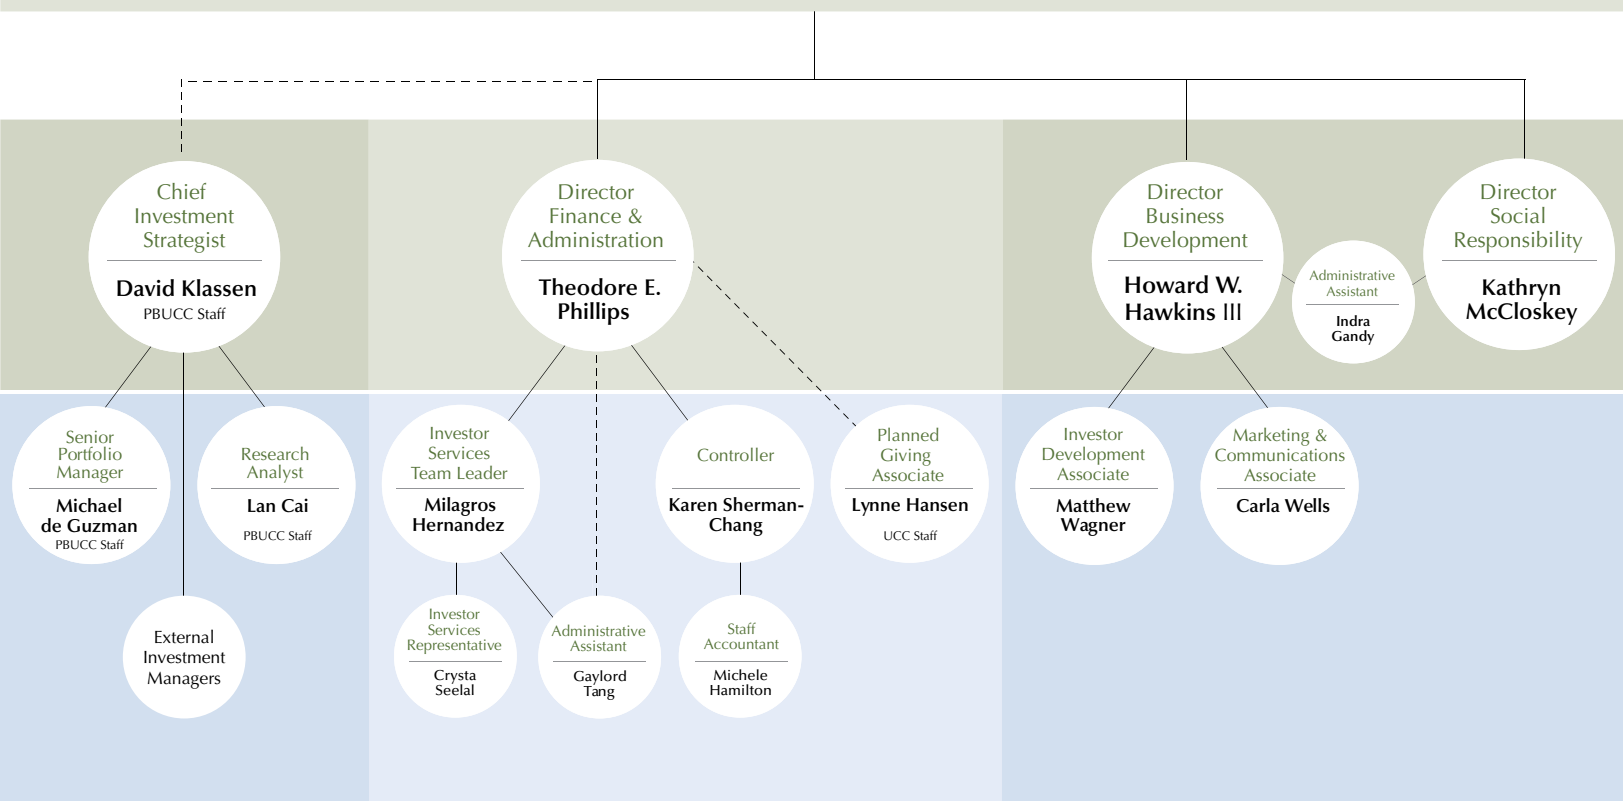 Chief
Investment
Strategist
David Klassen
PBUCC Staff
Director
Finance &
Administration
Theodore E.
Phillips
Director
Business
Development
Howard W.
Hawkins III
Administrative
Assistant
Indra
Gandy
Director
Social
Responsibility
Kathryn
McCloskey
Senior
Portfolio
Manager
Michael
de Guzman
PBUCC Staff
Research
Analyst
Lan Cai
PBUCC Staff
Investor
Services
Team Leader
Milagros
Hernandez
Controller
Karen Sherman-
Chang
Planned
Giving
Associate
Lynne Hansen
UCC Staff
Investor
Development
Associate
Matthew
Wagner
Marketing &
Communications
Associate
Carla Wells
External
Investment
Managers
Investor
Services
Representative
Crysta
Seelal
Administrative
Assistant
Gaylord
Tang
Staff
Accountant
Michele
Hamilton